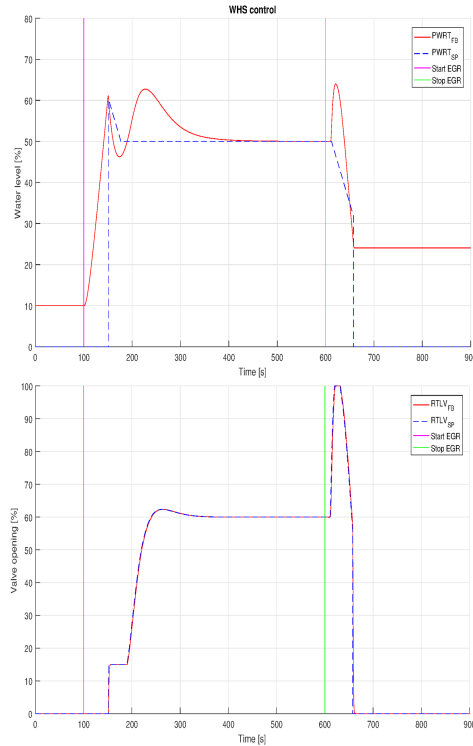 WHS control
80
70
60
50
40
30
20
10
0
Water level [%]
PWRT_FB
PWRT_SP
Start EGR
Stop EGR
0 100 200 300 400 500 600 700 800 900
Time [s]
100
90
80
70
60
50
40
30
20
10
0
Valve opening [%]
RTLV_FB
RTLV_SP
Start EGR
Stop EGR
0 100 200 300 400 500 600 700 800 900
Time [s]